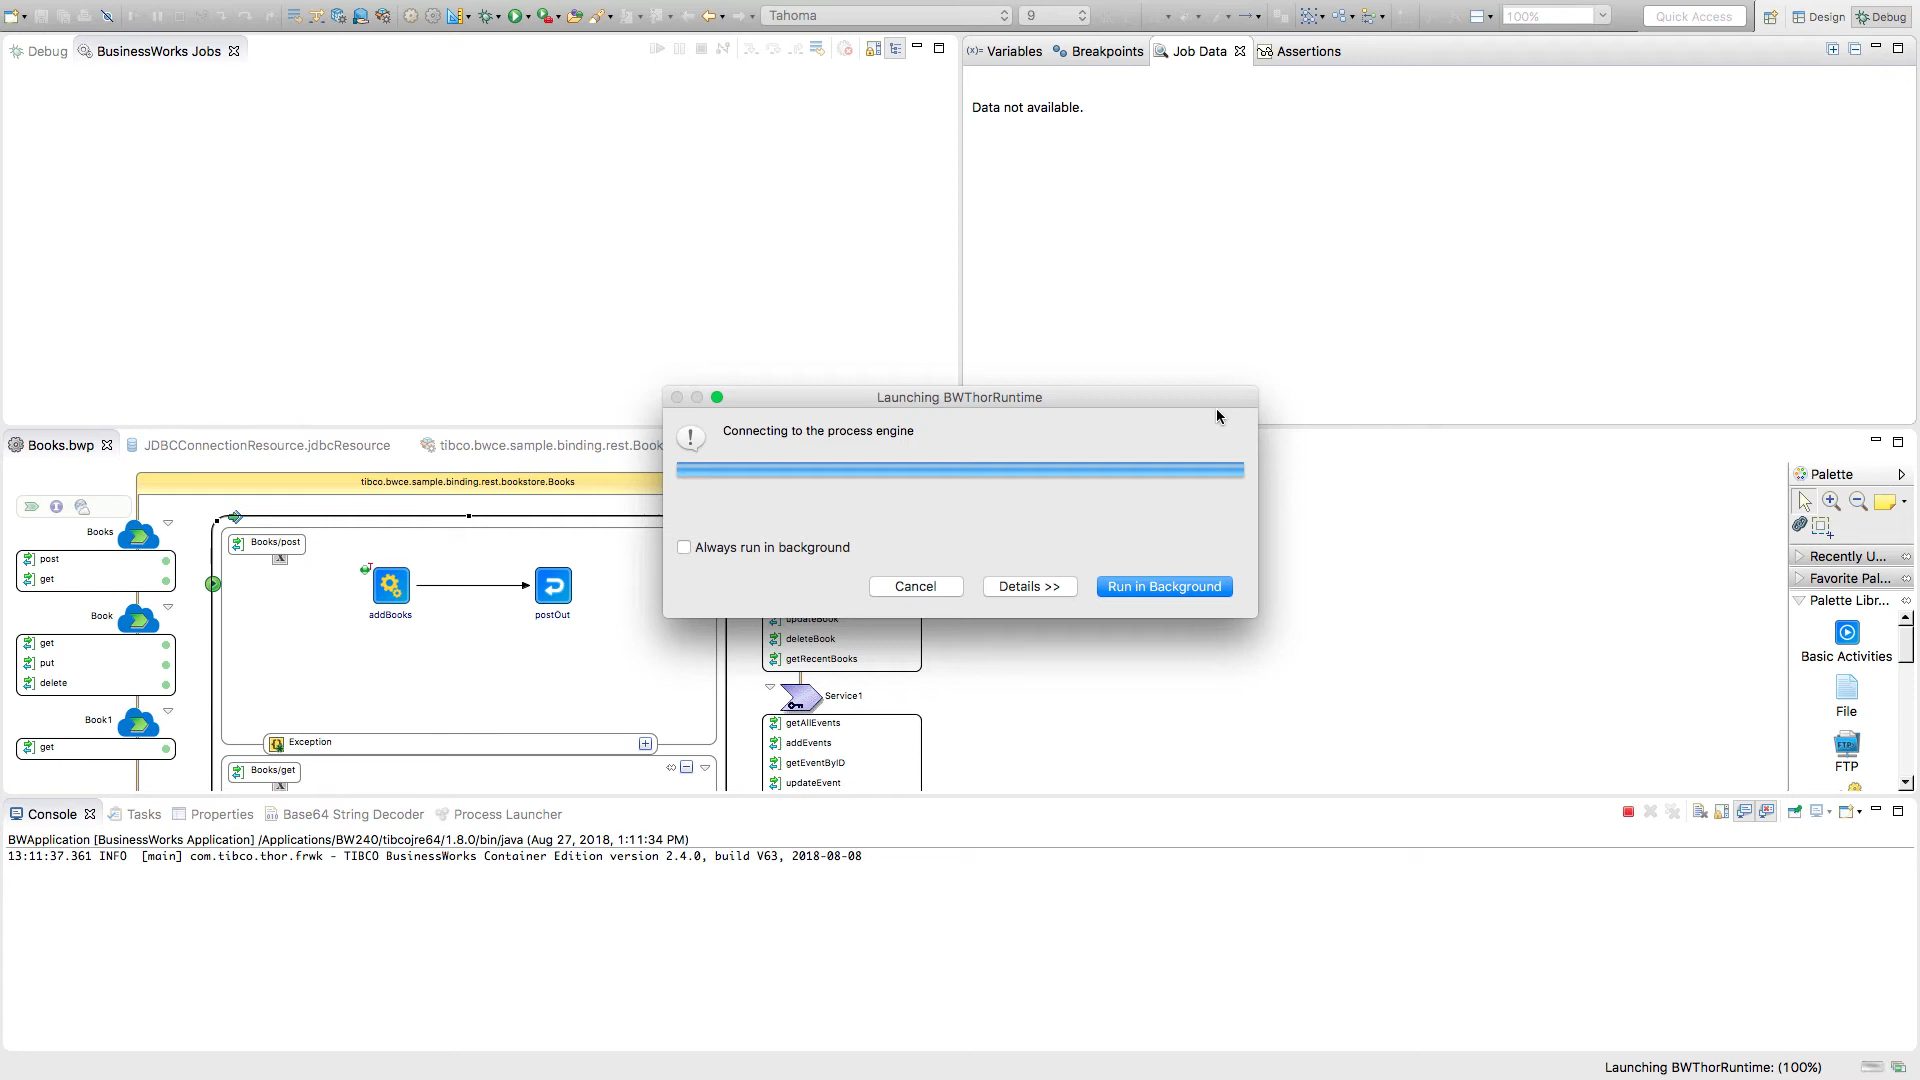 Tahoma
9
100%
Quick Access
Design
Debug
Debug
BusinessWorks Jobs
(x)= Variables
Breakpoints
Job Data
Assertions
Data not available.
Launching BWThorRuntime
Connecting to the process engine
Always run in background
Cancel
Details >>
Run in Background
Books.bwp
JDBCConnectionResource.jdbcResource
tibco.bwce.sample.binding.rest.Book
tibco.bwce.sample.binding.rest.bookstore.Books
Books
post
get
Book
get
put
delete
Book1
get
Books/post
addBooks
postOut
Exception
Books/get
updateBook
deleteBook
getRecentBooks
Service1
getAllEvents
addEvents
getEventByID
updateEvent
Palette
Recently U...
Favorite Pal...
Palette Libr...
Basic Activities
File
FTP
FTP
Console
Tasks
Properties
Base64 String Decoder
Process Launcher
BWApplication [BusinessWorks Application] /Applications/BW240/tibcojre64/1.8.0/bin/java (Aug 27, 2018, 1:11:34 PM)
13:11:37.361 INFO [main] com.tibco.thor.frwk - TIBCO BusinessWorks Container Edition version 2.4.0, build V63, 2018-08-08
Launching BWThorRuntime: (100%)